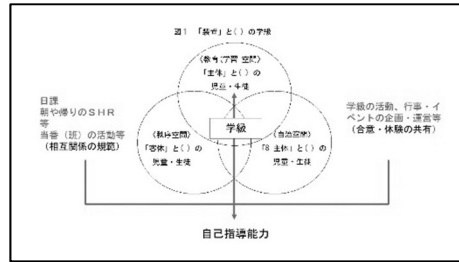 図1 「装置」と()の学級
〈教育(学習)空間〉
「主体」と()の
児童・生徒
日課
朝や帰りのSHR
等
当番(班)の活動等
(相互関係の規範)
学級の活動、行事・イ
ベントの企画・運営等
(合意・体験の共有)
学級
〈秩序空間〉
「客体」と()の
児童・生徒
〈自治空間〉
主体」と()の
児童・生徒
自己指導能力